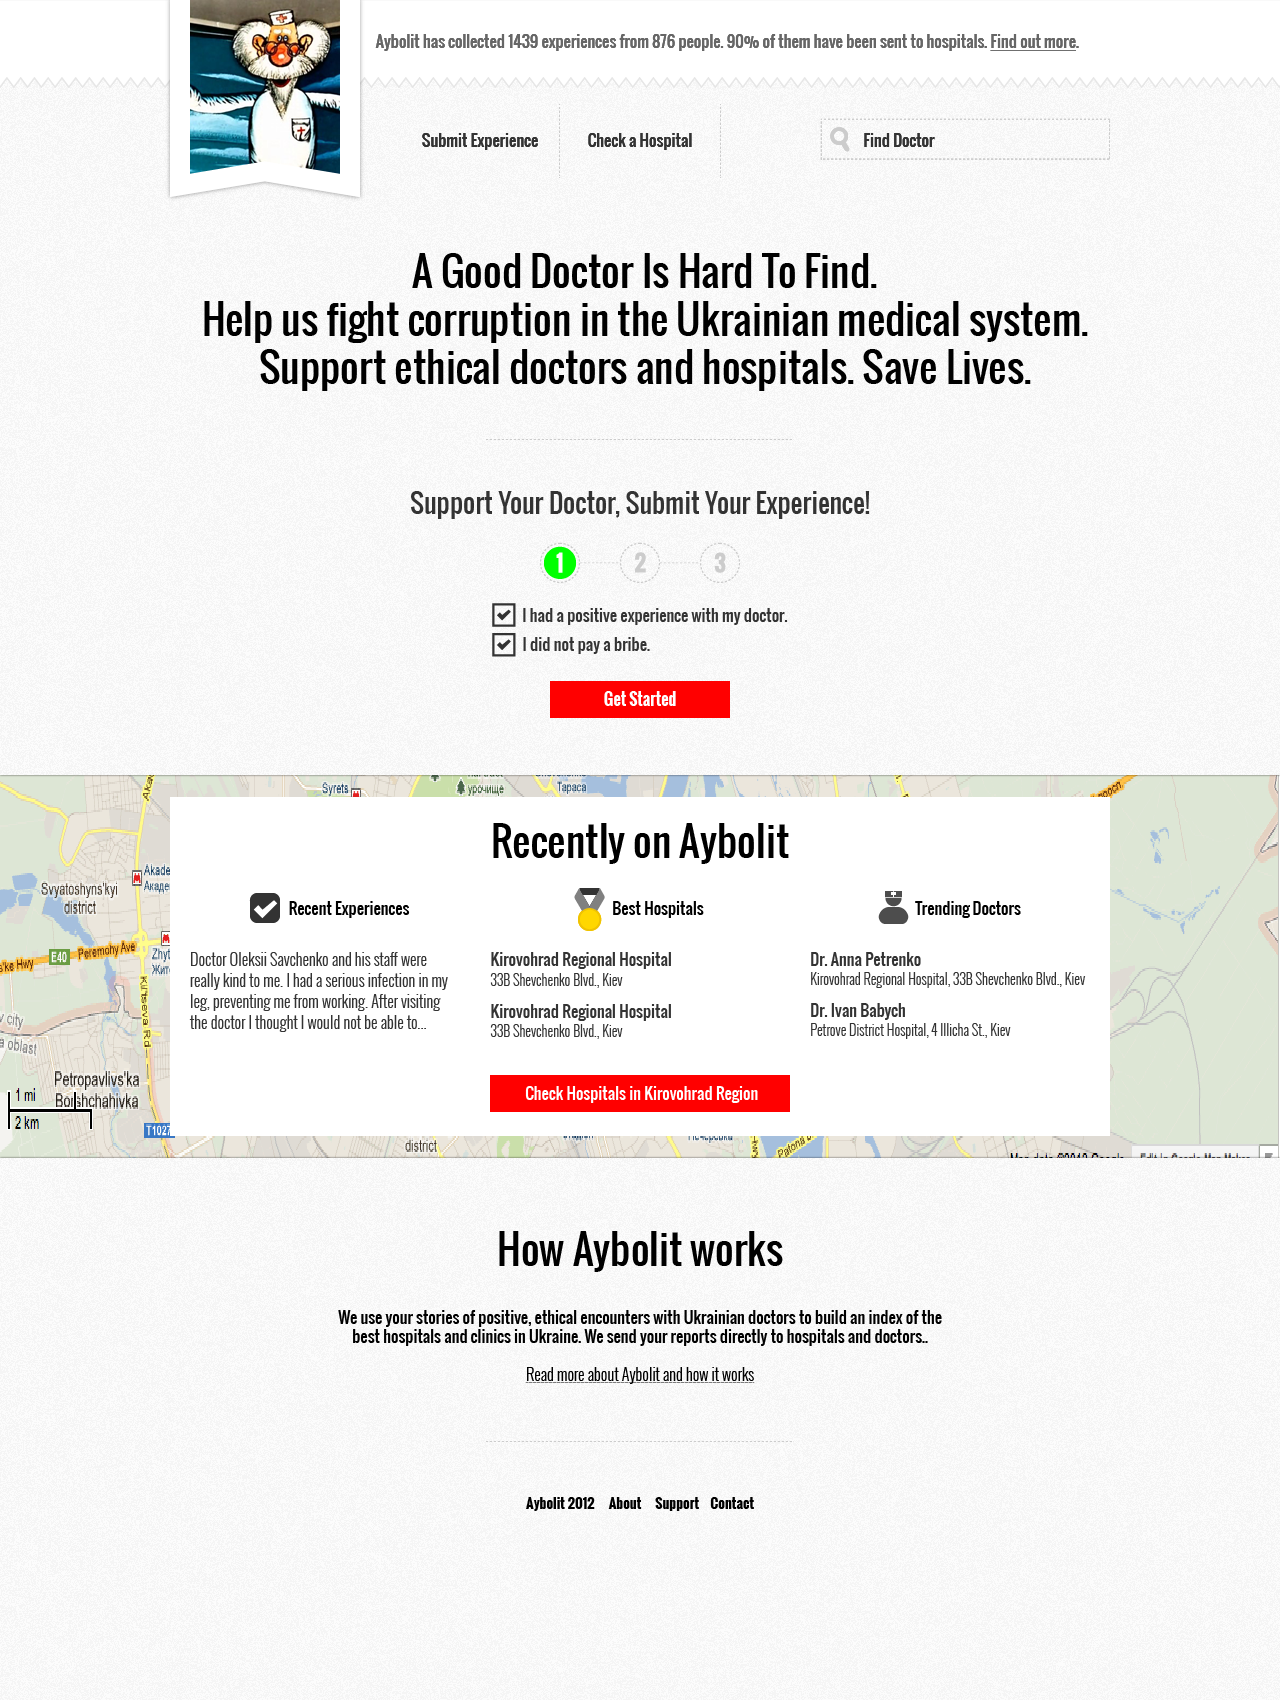 Aybolit has collected 1439 experiences from 876 people. 90% of them have been sent to hospitals. Find out more.
Submit Experience
Check a Hospital
Find Doctor
A Good Doctor Is Hard To Find.
Help us fight corruption in the Ukrainian medical system.
Support ethical doctors and hospitals. Save Lives.
Support Your Doctor, Submit Your Experience!
1 2 3
I had a positive experience with my doctor.
I did not pay a bribe.
Get Started
Syrets
урочище
Тараса
Recently on Aybolit
Recent Experiences
Best Hospitals
Trending Doctors
Doctor Oleksii Savchenko and his staff were
really kind to me. I had a serious infection in my
leg, preventing me from working. After visiting
the doctor I thought I would not be able to...
Kirovohrad Regional Hospital
33B Shevchenko Blvd., Kiev
Kirovohrad Regional Hospital
33B Shevchenko Blvd., Kiev
Dr. Anna Petrenko
Kirovohrad Regional Hospital, 33B Shevchenko Blvd., Kiev
Dr. Ivan Babych
Petrove District Hospital, 4 Illicha St., Kiev
Check Hospitals in Kirovohrad Region
Svyatoshyns'kyi
district
E40
Peremohy Ave
Kil'tseva Rd
Petropavlivs'ka
Borshchahivka
1 mi
2 km
T1027
district
How Aybolit works
We use your stories of positive, ethical encounters with Ukrainian doctors to build an index of the
best hospitals and clinics in Ukraine. We send your reports directly to hospitals and doctors..
Read more about Aybolit and how it works
Aybolit 2012 About Support Contact